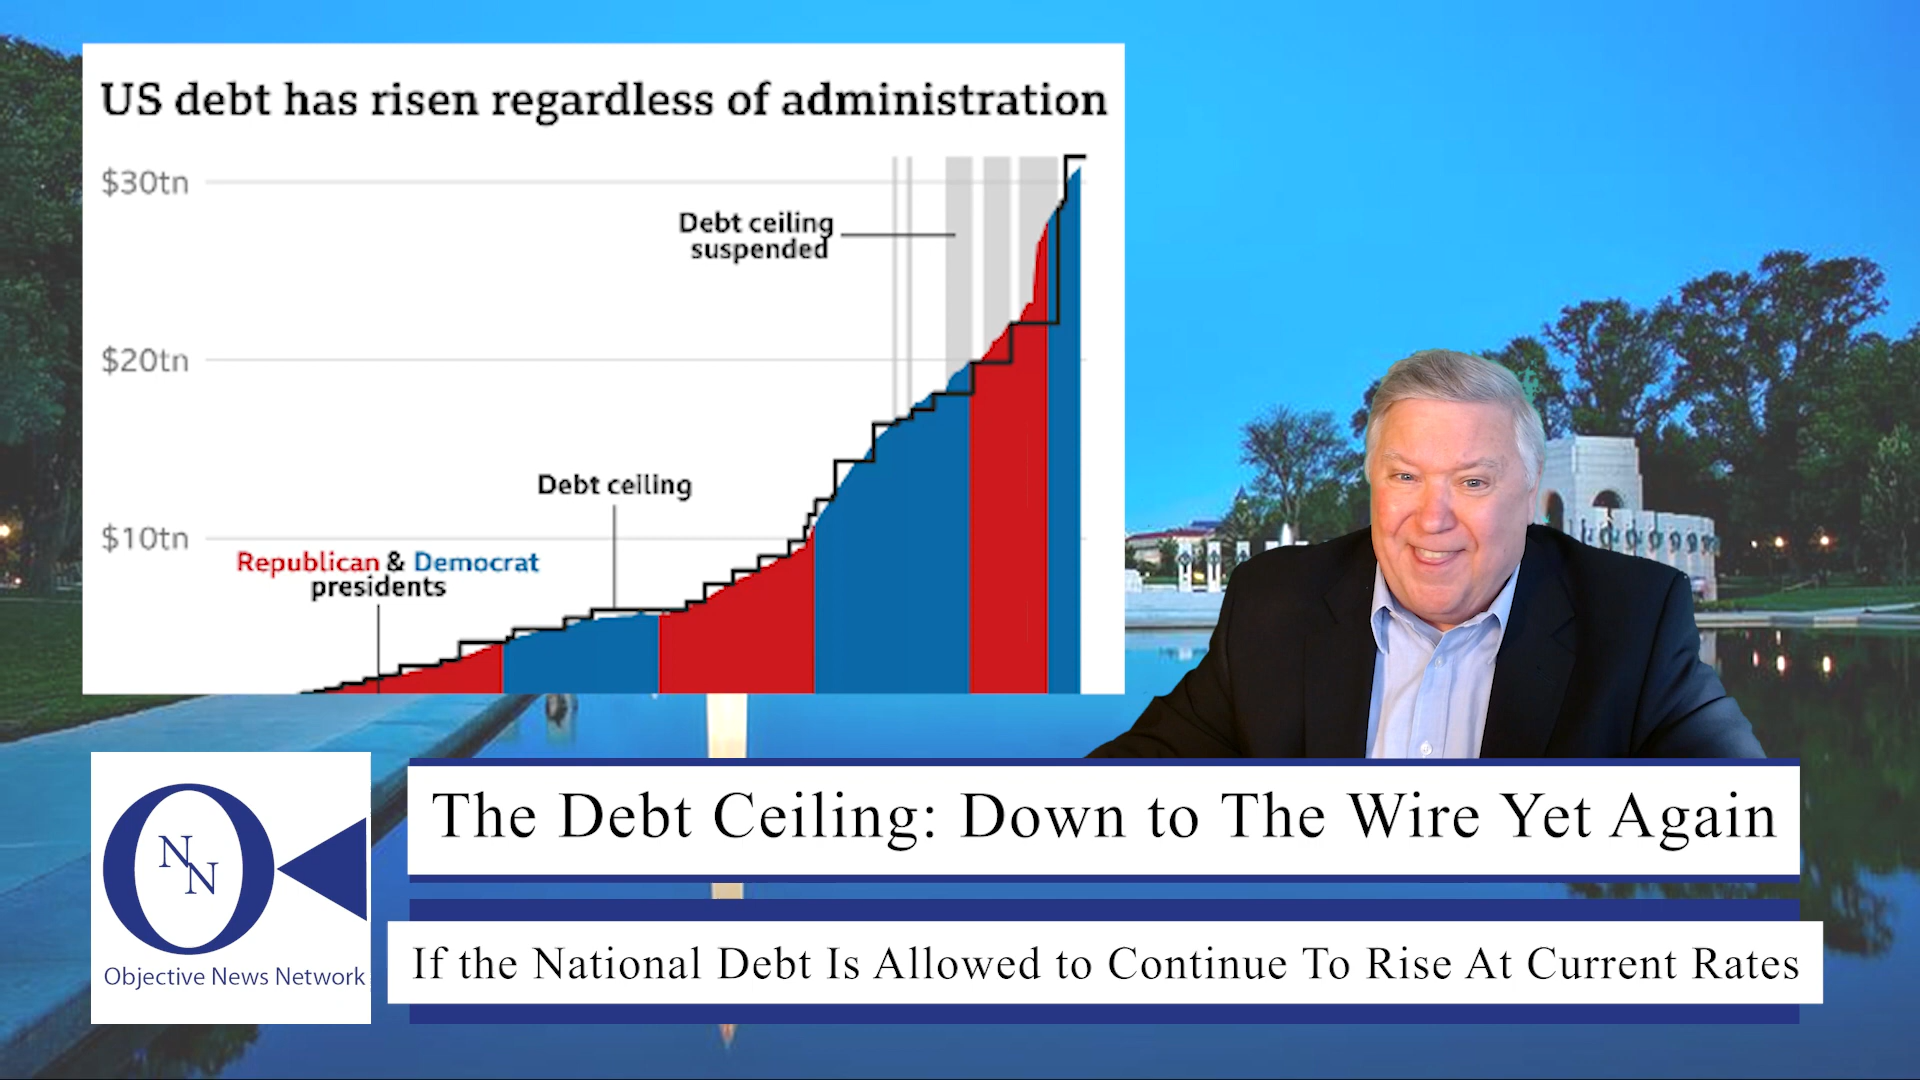 US debt has risen regardless of administration
$30tn
Debt ceiling
suspended
$20tn
Debt ceiling
$10tn
Republican & Democrat
presidents
N
N
Objective News Network
The Debt Ceiling: Down to The Wire Yet Again
If the National Debt Is Allowed to Continue To Rise At Current Rates